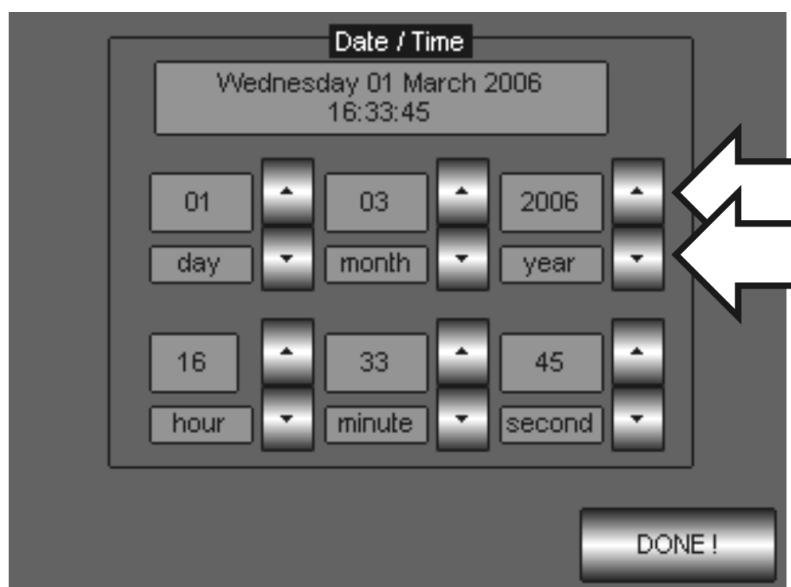 Date / Time
Wednesday 01 March 2006
16:33:45
01 03 2006
day month year
16 33 45
hour minute second
DONE !